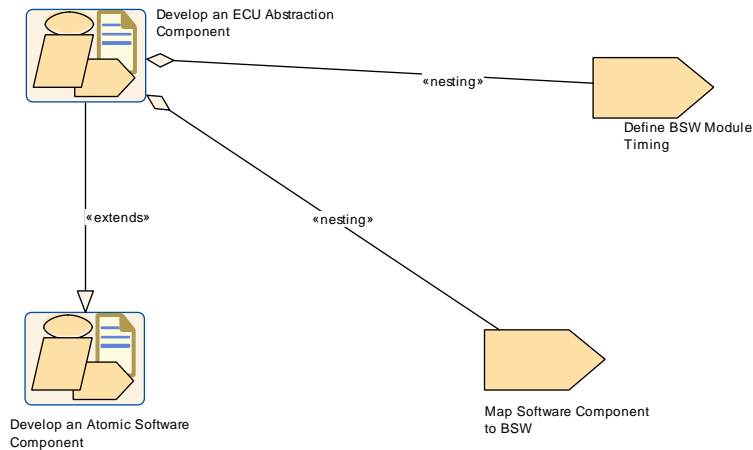 Develop an ECU Abstraction
Component
«nesting»
Define BSW Module
Timing
«extends»
«nesting»
Develop an Atomic Software
Component
Map Software Component
to BSW